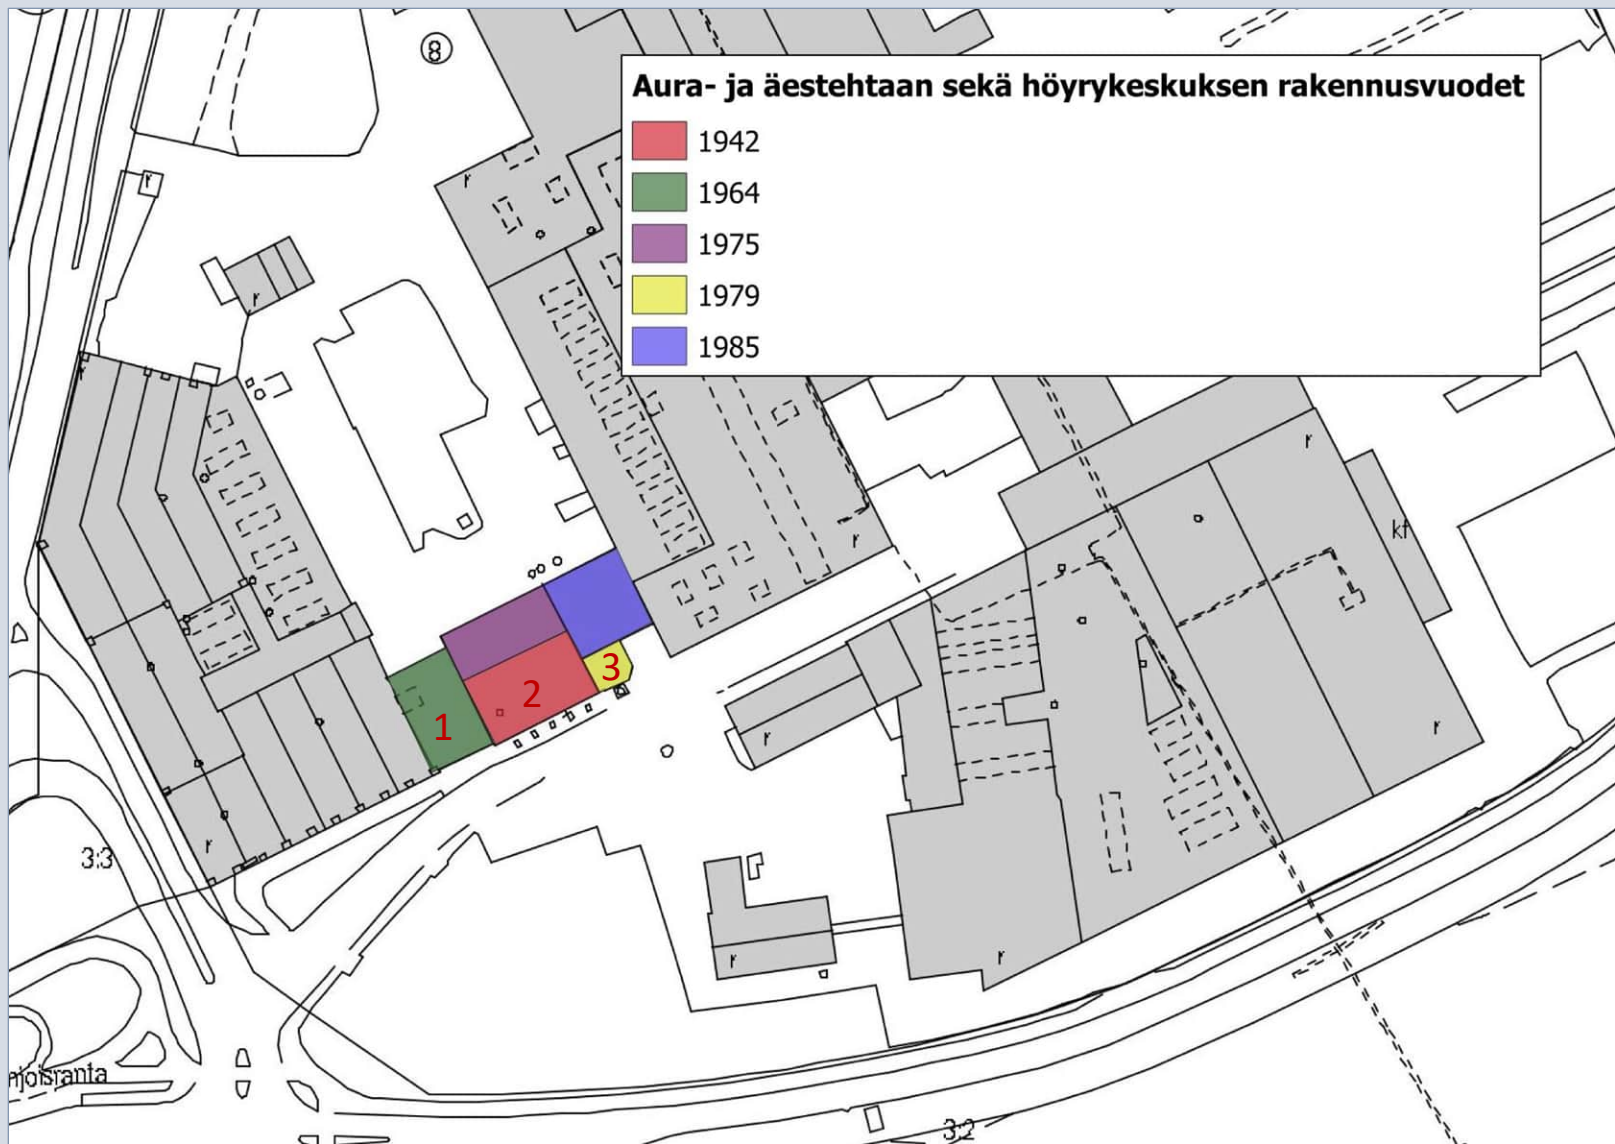 8
Aura- ja äestehtaan sekä höyrykeskuksen rakennusvuodet
1942
1964
1975
1979
1985
r
r
r
r
r
r
kf
1
2
3
r
r
r
3:3
r
r
njoisranta
3:2